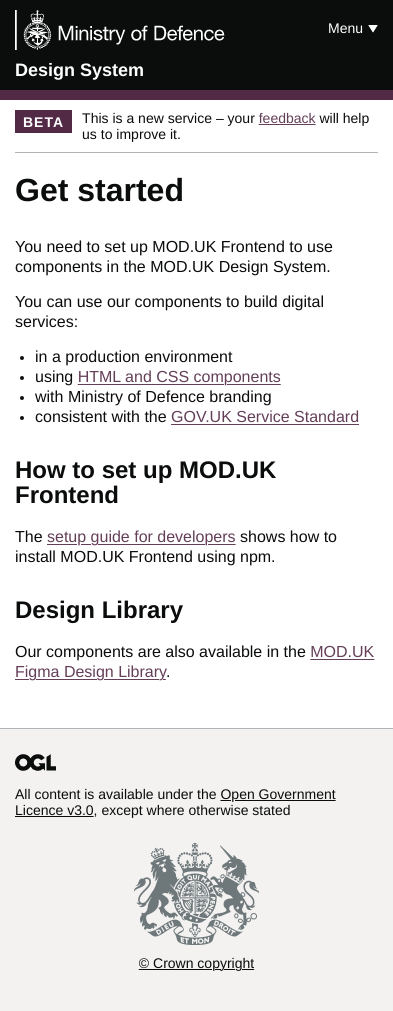 Ministry of Defence
Menu
Design System
BETA
This is a new service – your feedback will help
us to improve it.
Get started
You need to set up MOD.UK Frontend to use
components in the MOD.UK Design System.
You can use our components to build digital
services:
• in a production environment
• using HTML and CSS components
• with Ministry of Defence branding
• consistent with the GOV.UK Service Standard
How to set up MOD.UK
Frontend
The setup guide for developers shows how to
install MOD.UK Frontend using npm.
Design Library
Our components are also available in the MOD.UK
Figma Design Library.
OGL
All content is available under the Open Government
Licence v3.0, except where otherwise stated
DIEU ET MON DROIT
© Crown copyright